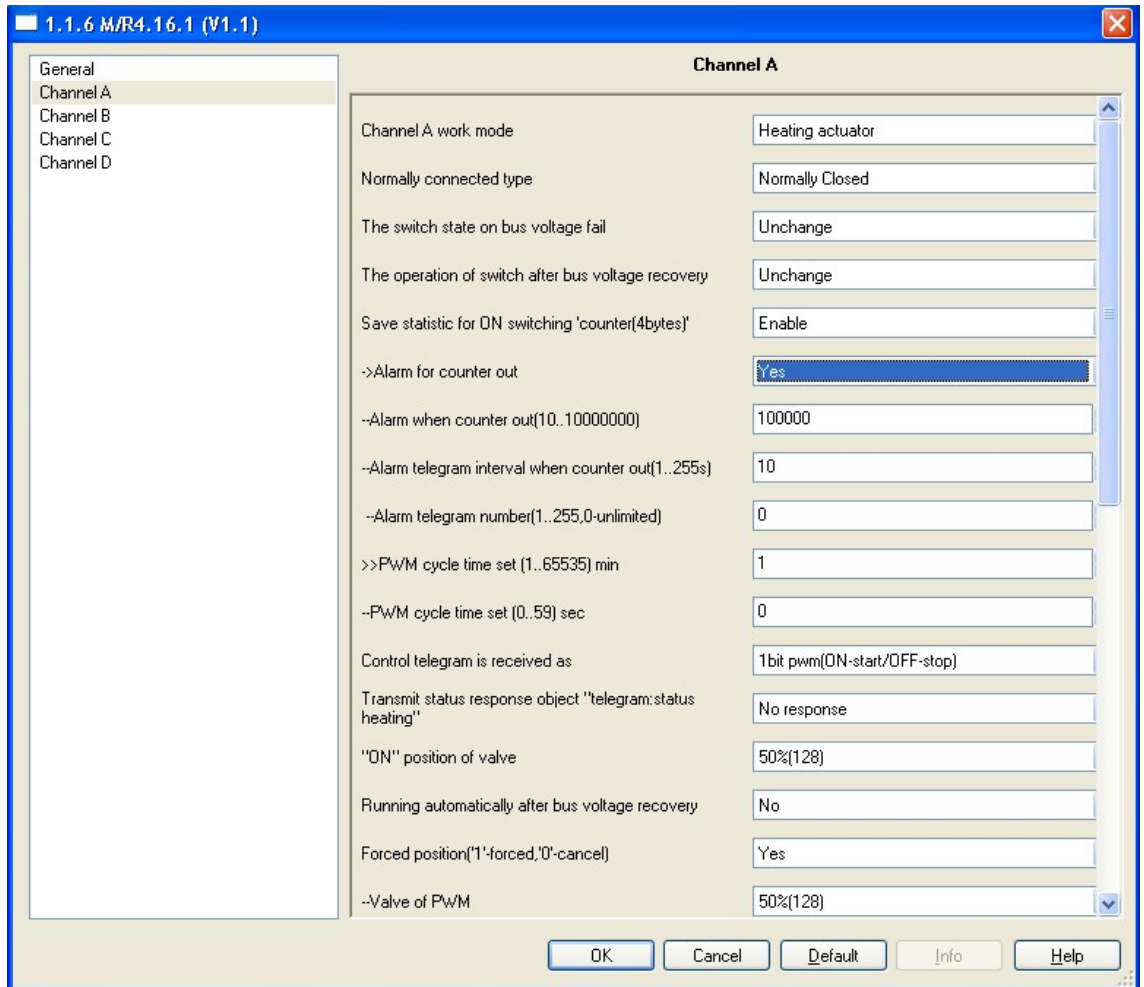 1.1.6 M/R4.16.1 (V1.1)
General
Channel A
Channel B
Channel C
Channel D
Channel A
Channel A work mode Heating actuator
Normally connected type Normally Closed
The switch state on bus voltage fail Unchange
The operation of switch after bus voltage recovery Unchange
Save statistic for ON switching 'counter(4bytes)' Enable
->Alarm for counter out Yes
--Alarm when counter out(10..10000000) 100000
--Alarm telegram interval when counter out(1..255s) 10
--Alarm telegram number(1..255,0-unlimited) 0
>>PWM cycle time set (1..65535) min 1
--PWM cycle time set (0..59) sec 0
Control telegram is received as 1bit pwm(ON-start/OFF-stop)
Transmit status response object "telegram:status
heating" No response
"ON" position of valve 50%(128)
Running automatically after bus voltage recovery No
Forced position('1'-forced,'0'-cancel) Yes
--Valve of PWM 50%(128)
OK Cancel Default Info Help